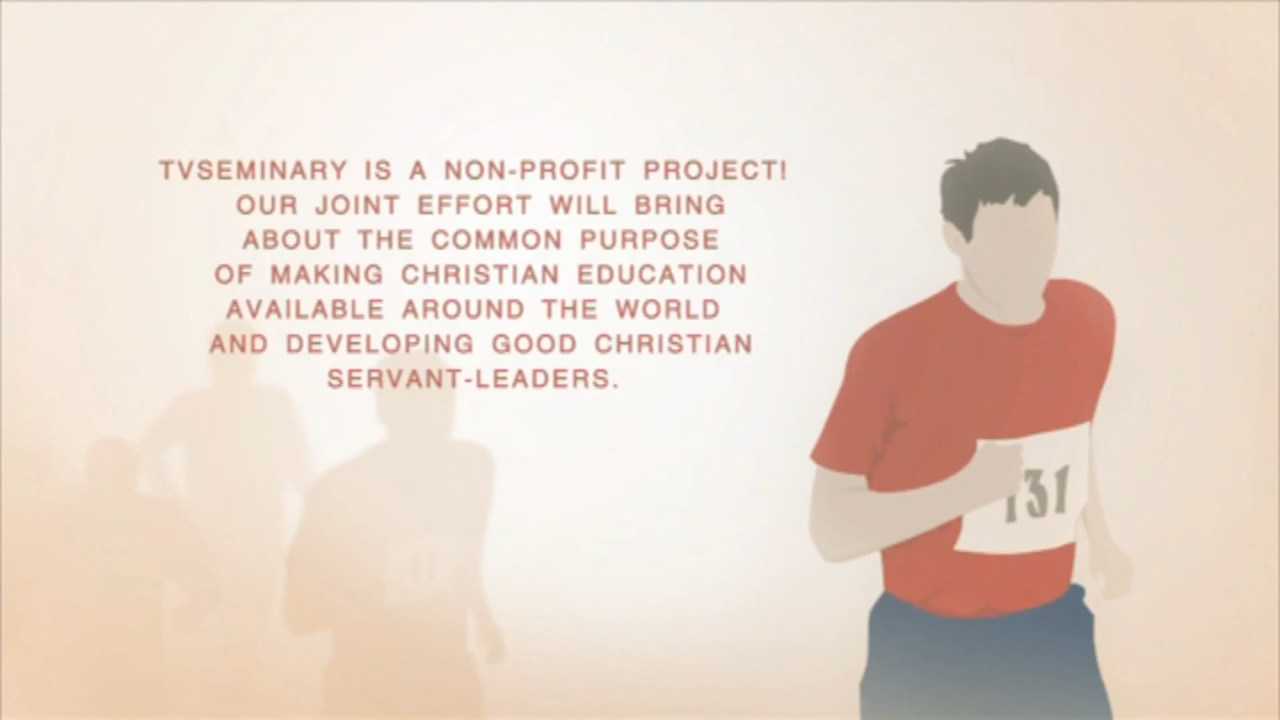 TVSEMINARY IS A NON-PROFIT PROJECT!
OUR JOINT EFFORT WILL BRING
ABOUT THE COMMON PURPOSE
OF MAKING CHRISTIAN EDUCATION
AVAILABLE AROUND THE WORLD
AND DEVELOPING GOOD CHRISTIAN
SERVANT-LEADERS.
131